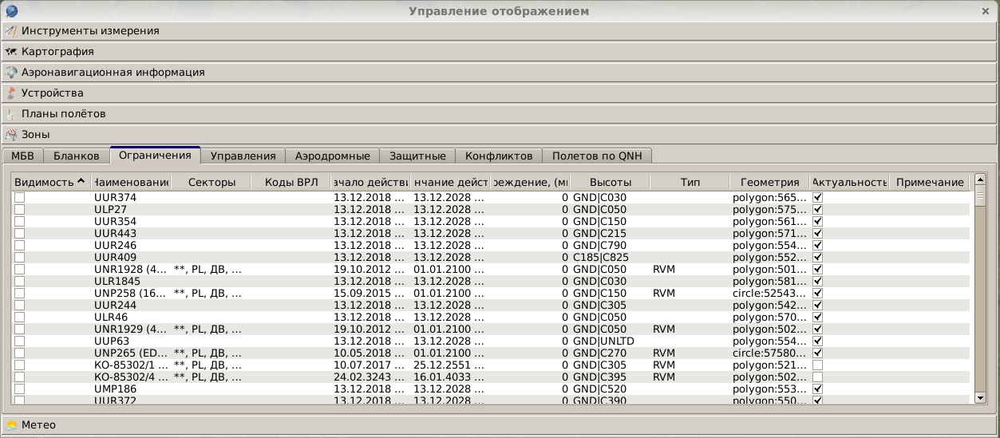 Управление отображением
Инструменты измерения
Картография
Аэронавигационная информация
Устройства
Планы полётов
Зоны
МБВ Бланков Ограничения Управления Аэродромные Защитные Конфликтов Полетов по QNH
Видимость Наименование Секторы Коды ВРЛ ачало действи нчание дейст реждение, (ми Высоты Тип Геометрия Актуальность Примечание
UUR374 13.12.2018 ... 13.12.2028 ... 0 GND|C030 polygon:565...
ULP27 13.12.2018 ... 13.12.2028 ... 0 GND|C050 polygon:575...
UUR354 13.12.2018 ... 13.12.2028 ... 0 GND|C150 polygon:561...
UUR443 13.12.2018 ... 13.12.2028 ... 0 GND|C215 polygon:571...
UUR246 13.12.2018 ... 13.12.2028 ... 0 GND|C790 polygon:554...
UUR409 13.12.2018 ... 13.12.2028 ... 0 C185|C825 polygon:552...
UNR1928 (4... **, PL, ДВ, ... 19.10.2012 ... 01.01.2100 ... 0 GND|C050 RVM polygon:501...
ULR1845 13.12.2018 ... 13.12.2028 ... 0 GND|C030 polygon:581...
UNP258 (16... **, PL, ДВ, ... 15.09.2015 ... 01.01.2100 ... 0 GND|C150 RVM circle:52543...
UUR244 13.12.2018 ... 13.12.2028 ... 0 GND|C305 polygon:542...
ULR46 13.12.2018 ... 13.12.2028 ... 0 GND|C050 polygon:570...
UNR1929 (4... **, PL, ДВ, ... 19.10.2012 ... 01.01.2100 ... 0 GND|C050 RVM polygon:502...
UUP63 13.12.2018 ... 13.12.2028 ... 0 GND|UNLTD polygon:554...
UNP265 (ED... **, PL, ДВ, ... 10.05.2018 ... 01.01.2100 ... 0 GND|C270 RVM circle:57580...
КО-85302/1 ... **, PL, ДВ, ... 10.07.2017 ... 25.12.2551 ... 0 GND|C305 RVM polygon:521...
КО-85302/4 ... **, PL, ДВ, ... 24.02.3243 ... 16.01.4033 ... 0 GND|C395 RVM polygon:502...
UMP186 13.12.2018 ... 13.12.2028 ... 0 GND|C520 polygon:553...
UUR372 13.12.2018 ... 13.12.2028 ... 0 GND|C390 polygon:550...
Метео